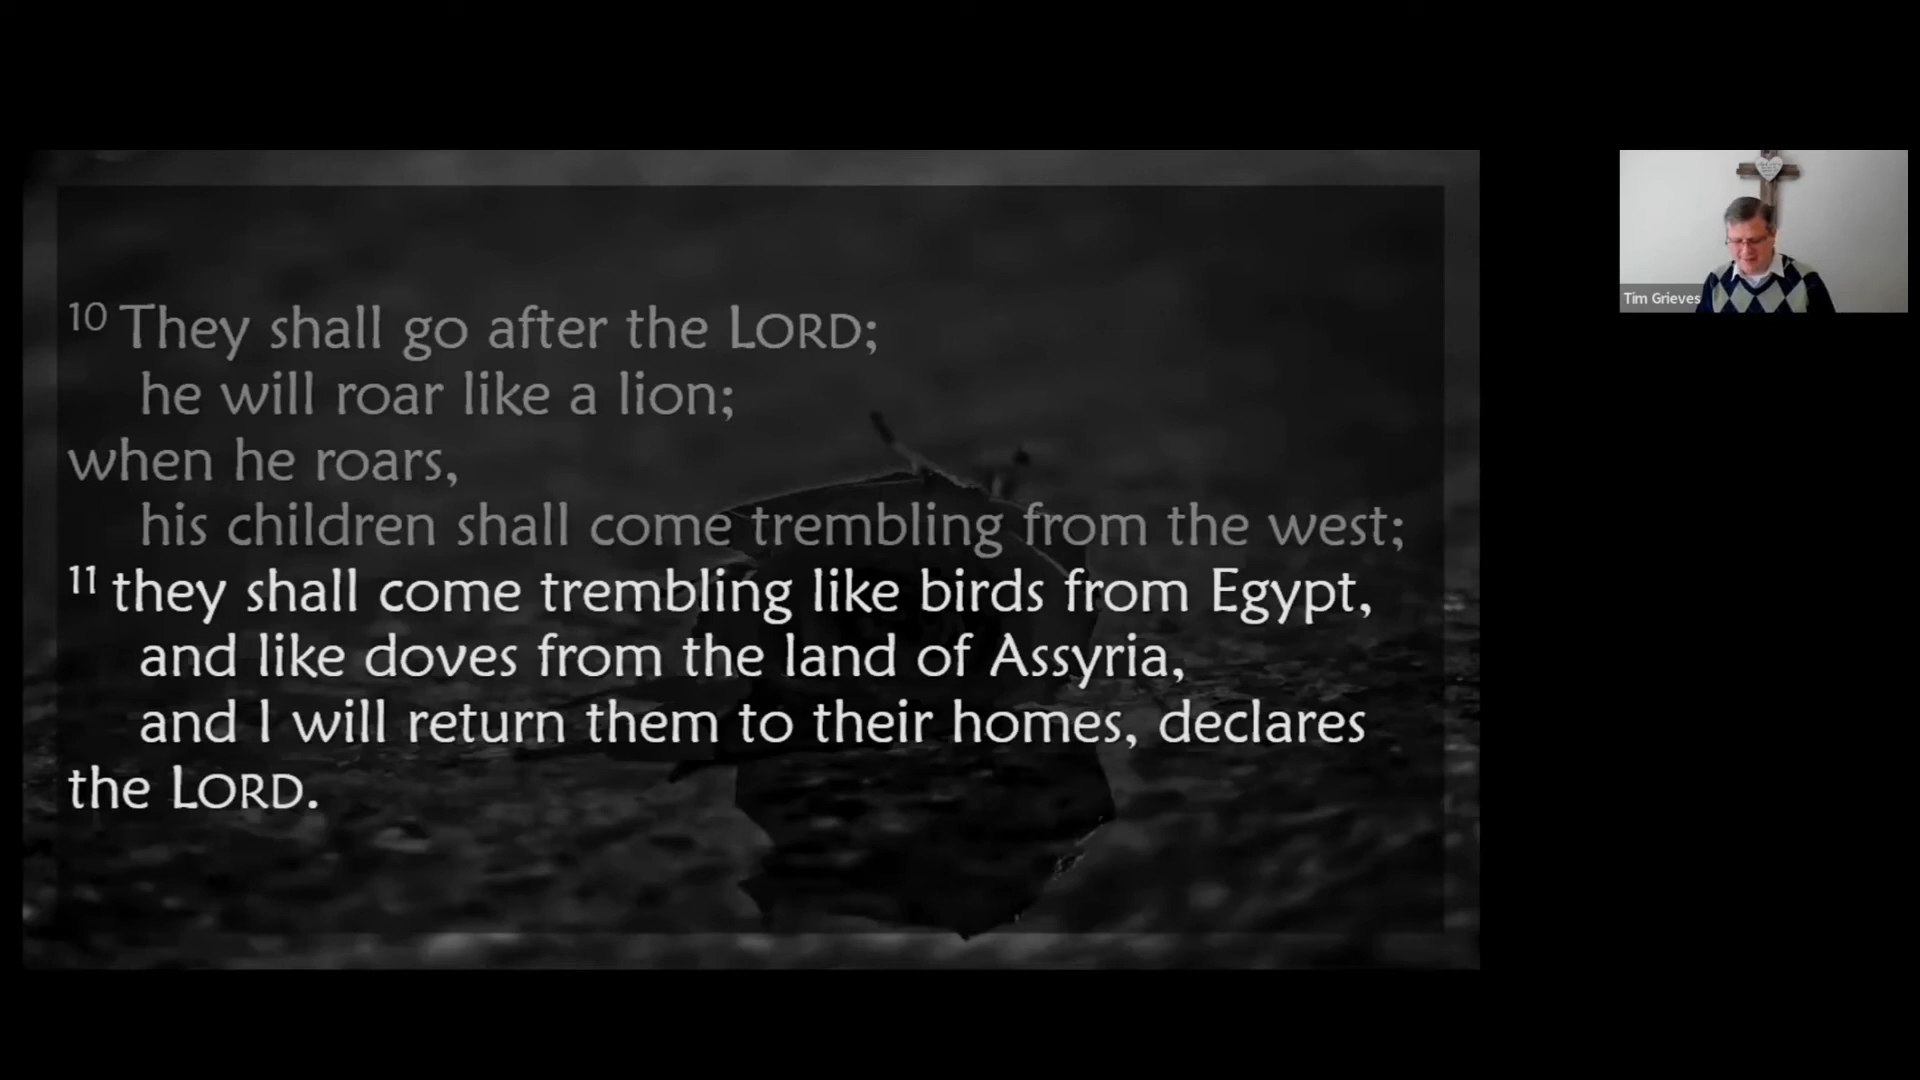 10 They shall go after the LORD;
he will roar like a lion;
when he roars,
his children shall come trembling from the west;
11 they shall come trembling like birds from Egypt,
and like doves from the land of Assyria,
and I will return them to their homes, declares
the LORD.
Tim Grieves